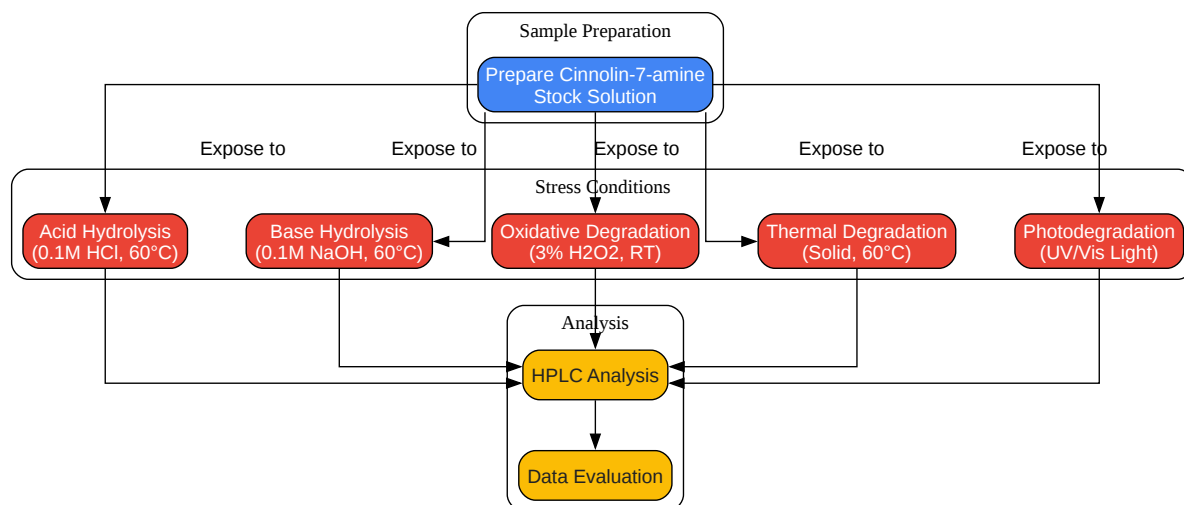 Sample Preparation
Prepare Cinnolin-7-amine
Stock Solution
Expose to
Expose to
Expose to
Expose to
Expose to
Stress Conditions
Acid Hydrolysis
(0.1M HCl, 60°C)
Base Hydrolysis
(0.1M NaOH, 60°C)
Oxidative Degradation
(3% H2O2, RT)
Thermal Degradation
(Solid, 60°C)
Photodegradation
(UV/Vis Light)
Analysis
HPLC Analysis
Data Evaluation